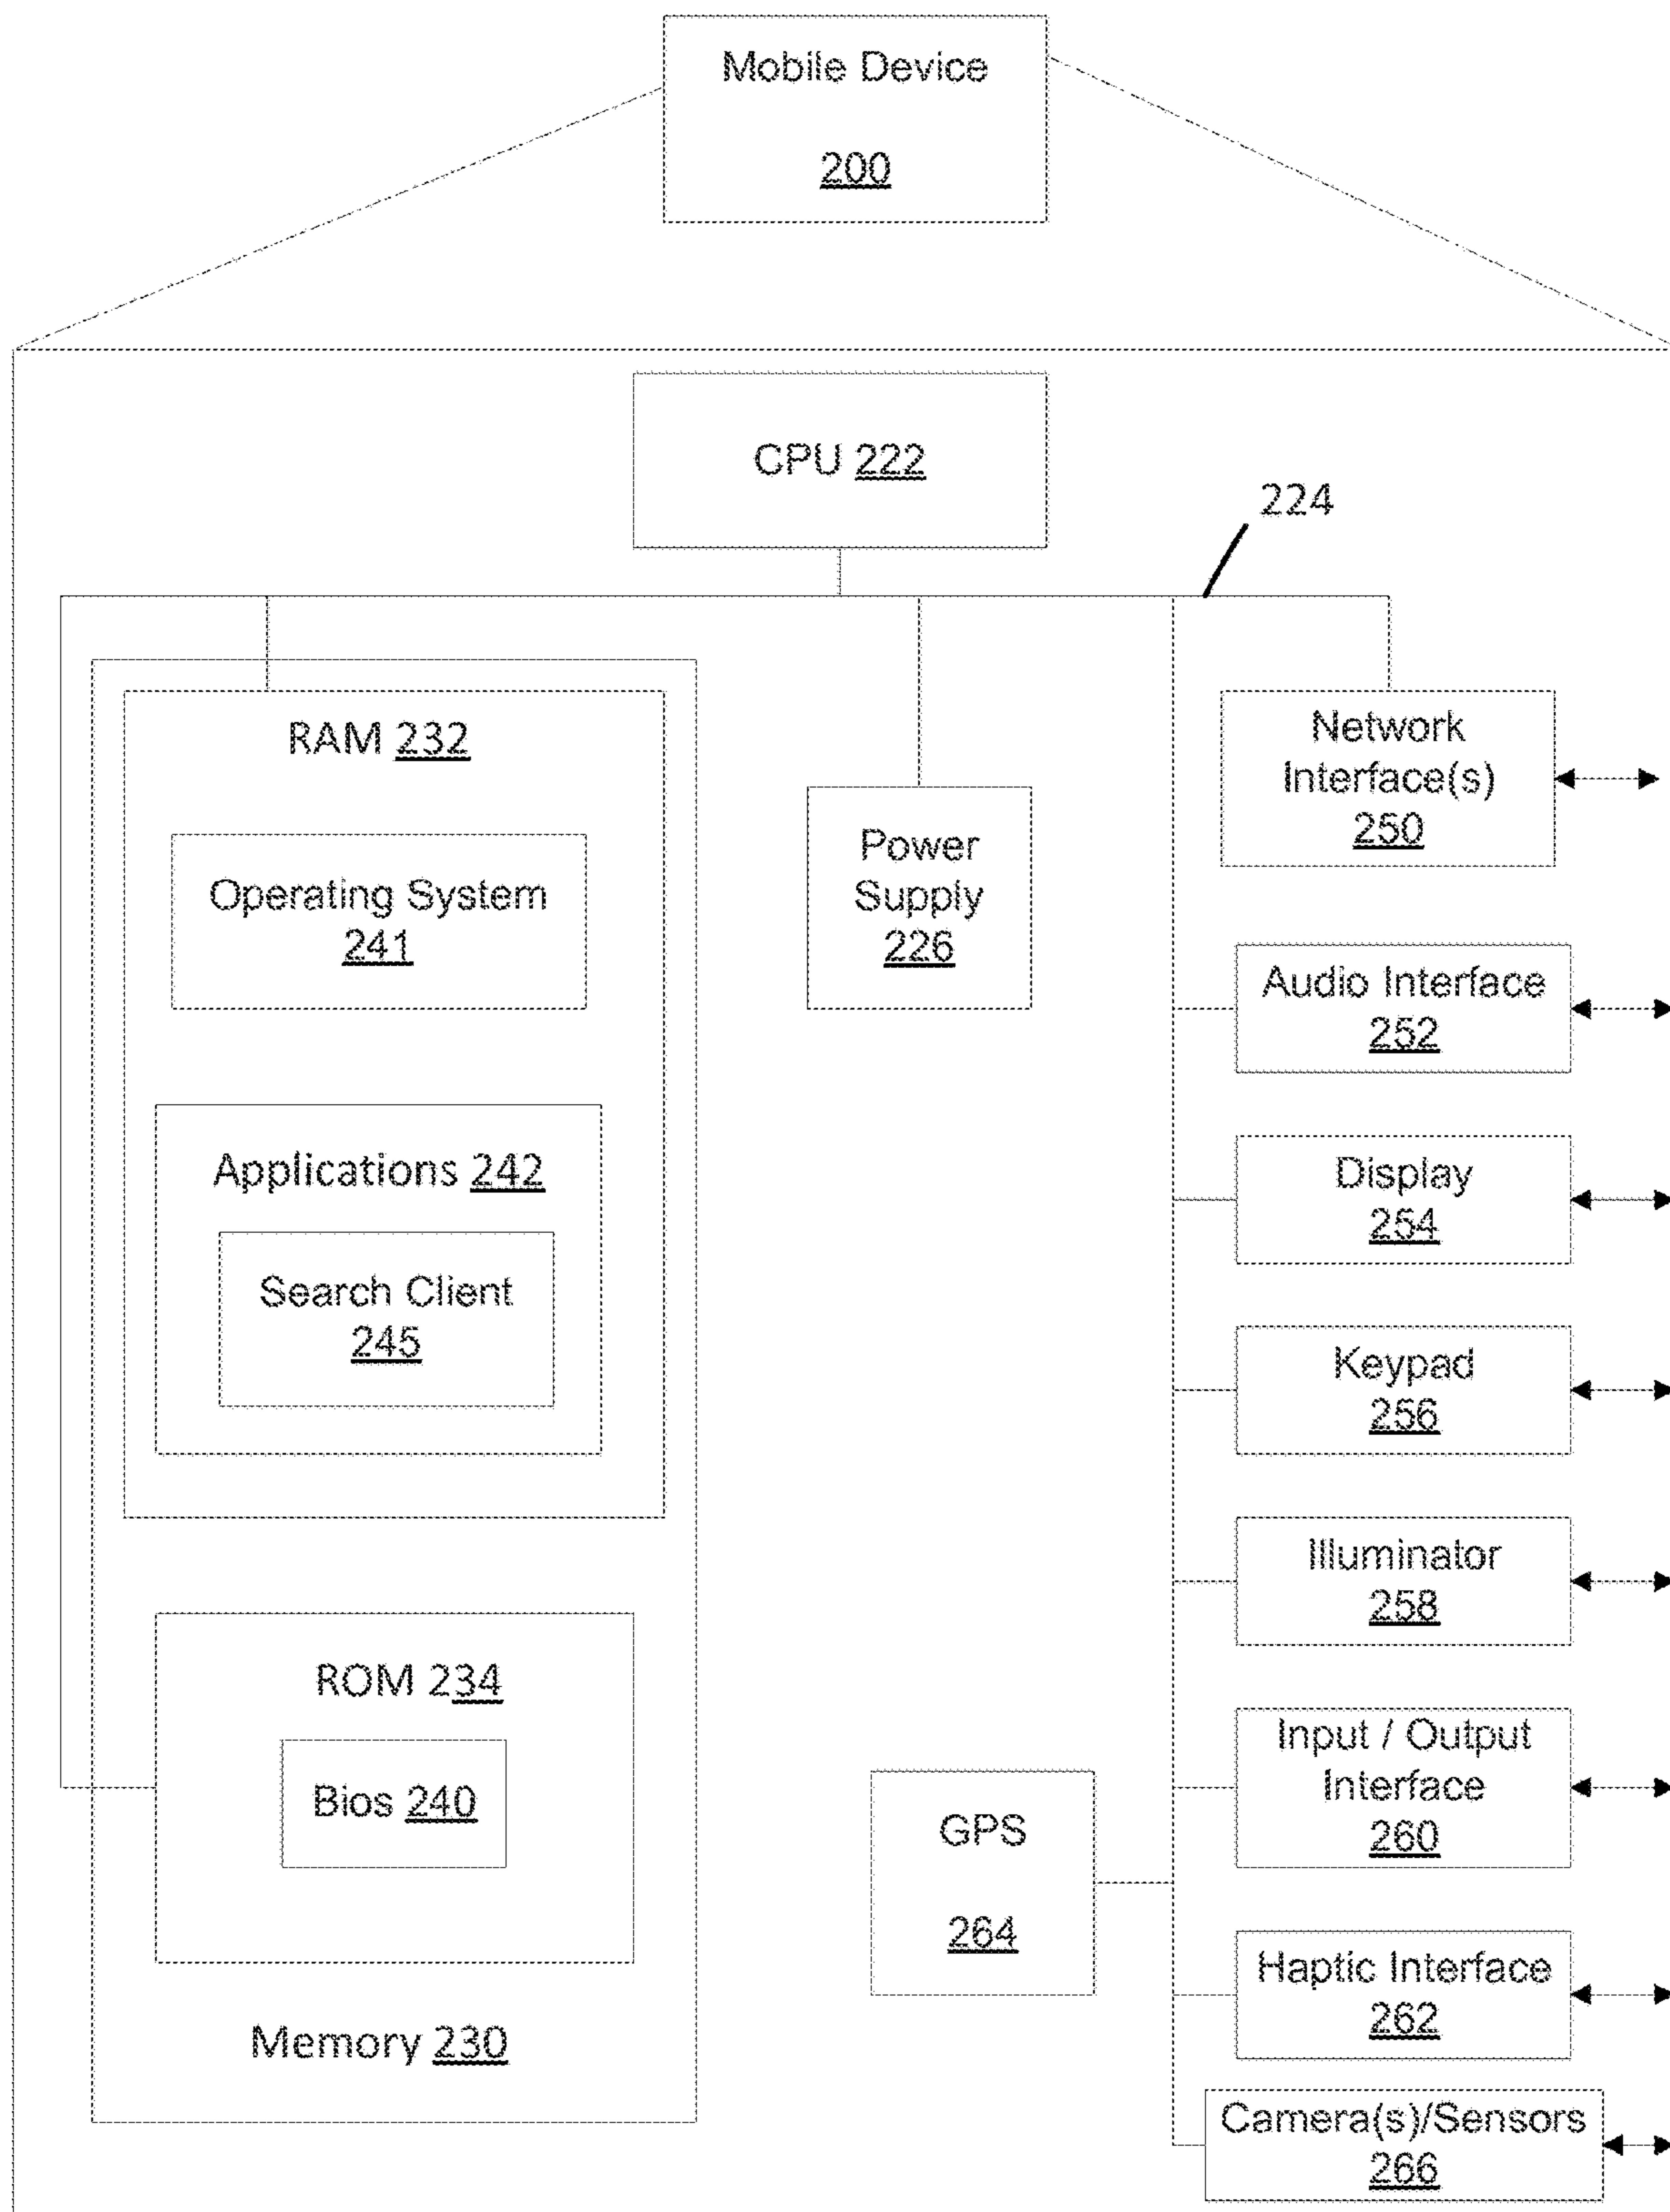 Mobile Device
200
CPU 222
224
RAM 232
Operating System
241
Applications 242
Search Client
245
ROM 234
Bios 240
Memory 230
Power
Supply
226
GPS
264
Network
Interface(s)
250
Audio Interface
252
Display
254
Keypad
256
Illuminator
258
Input / Output
Interface
260
Haptic Interface
262
Camera(s)/Sensors
266